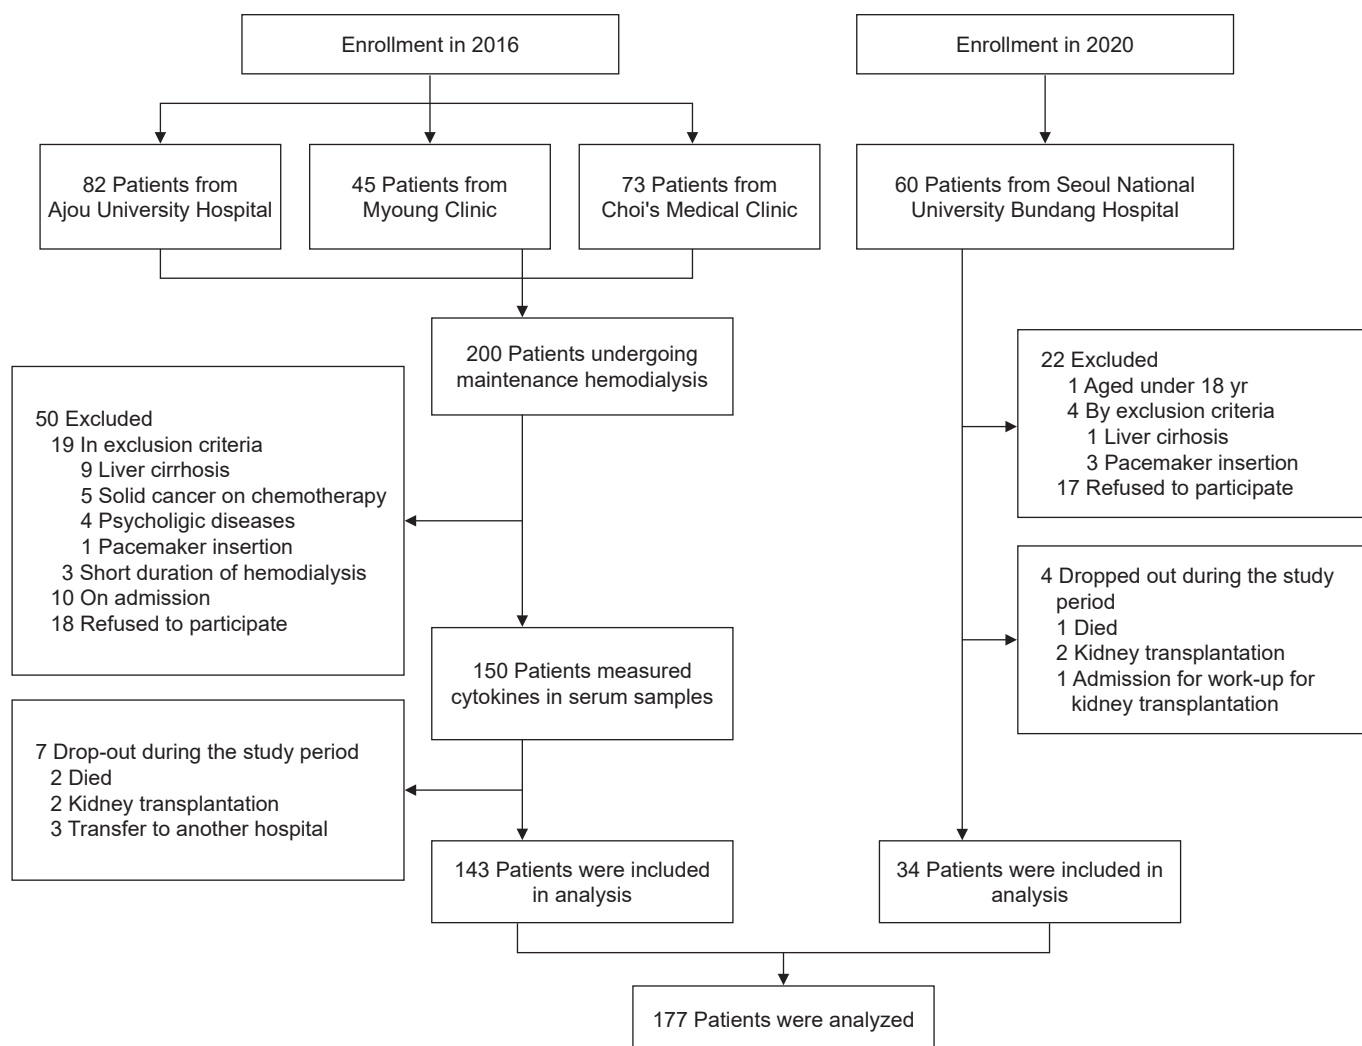 Enrollment in 2016
Enrollment in 2020
82 Patients from
Ajou University Hospital
45 Patients from
Myoung Clinic
73 Patients from
Choi's Medical Clinic
60 Patients from Seoul National
University Bundang Hospital
200 Patients undergoing
maintenance hemodialysis
50 Excluded
19 In exclusion criteria
9 Liver cirrhosis
5 Solid cancer on chemotherapy
4 Psycholigic diseases
1 Pacemaker insertion
3 Short duration of hemodialysis
10 On admission
18 Refused to participate
22 Excluded
1 Aged under 18 yr
4 By exclusion criteria
1 Liver cirhosis
3 Pacemaker insertion
17 Refused to participate
4 Dropped out during the study
period
1 Died
2 Kidney transplantation
1 Admission for work-up for
kidney transplantation
150 Patients measured
cytokines in serum samples
7 Drop-out during the study period
2 Died
2 Kidney transplantation
3 Transfer to another hospital
143 Patients were included
in analysis
34 Patients were included in
analysis
177 Patients were analyzed